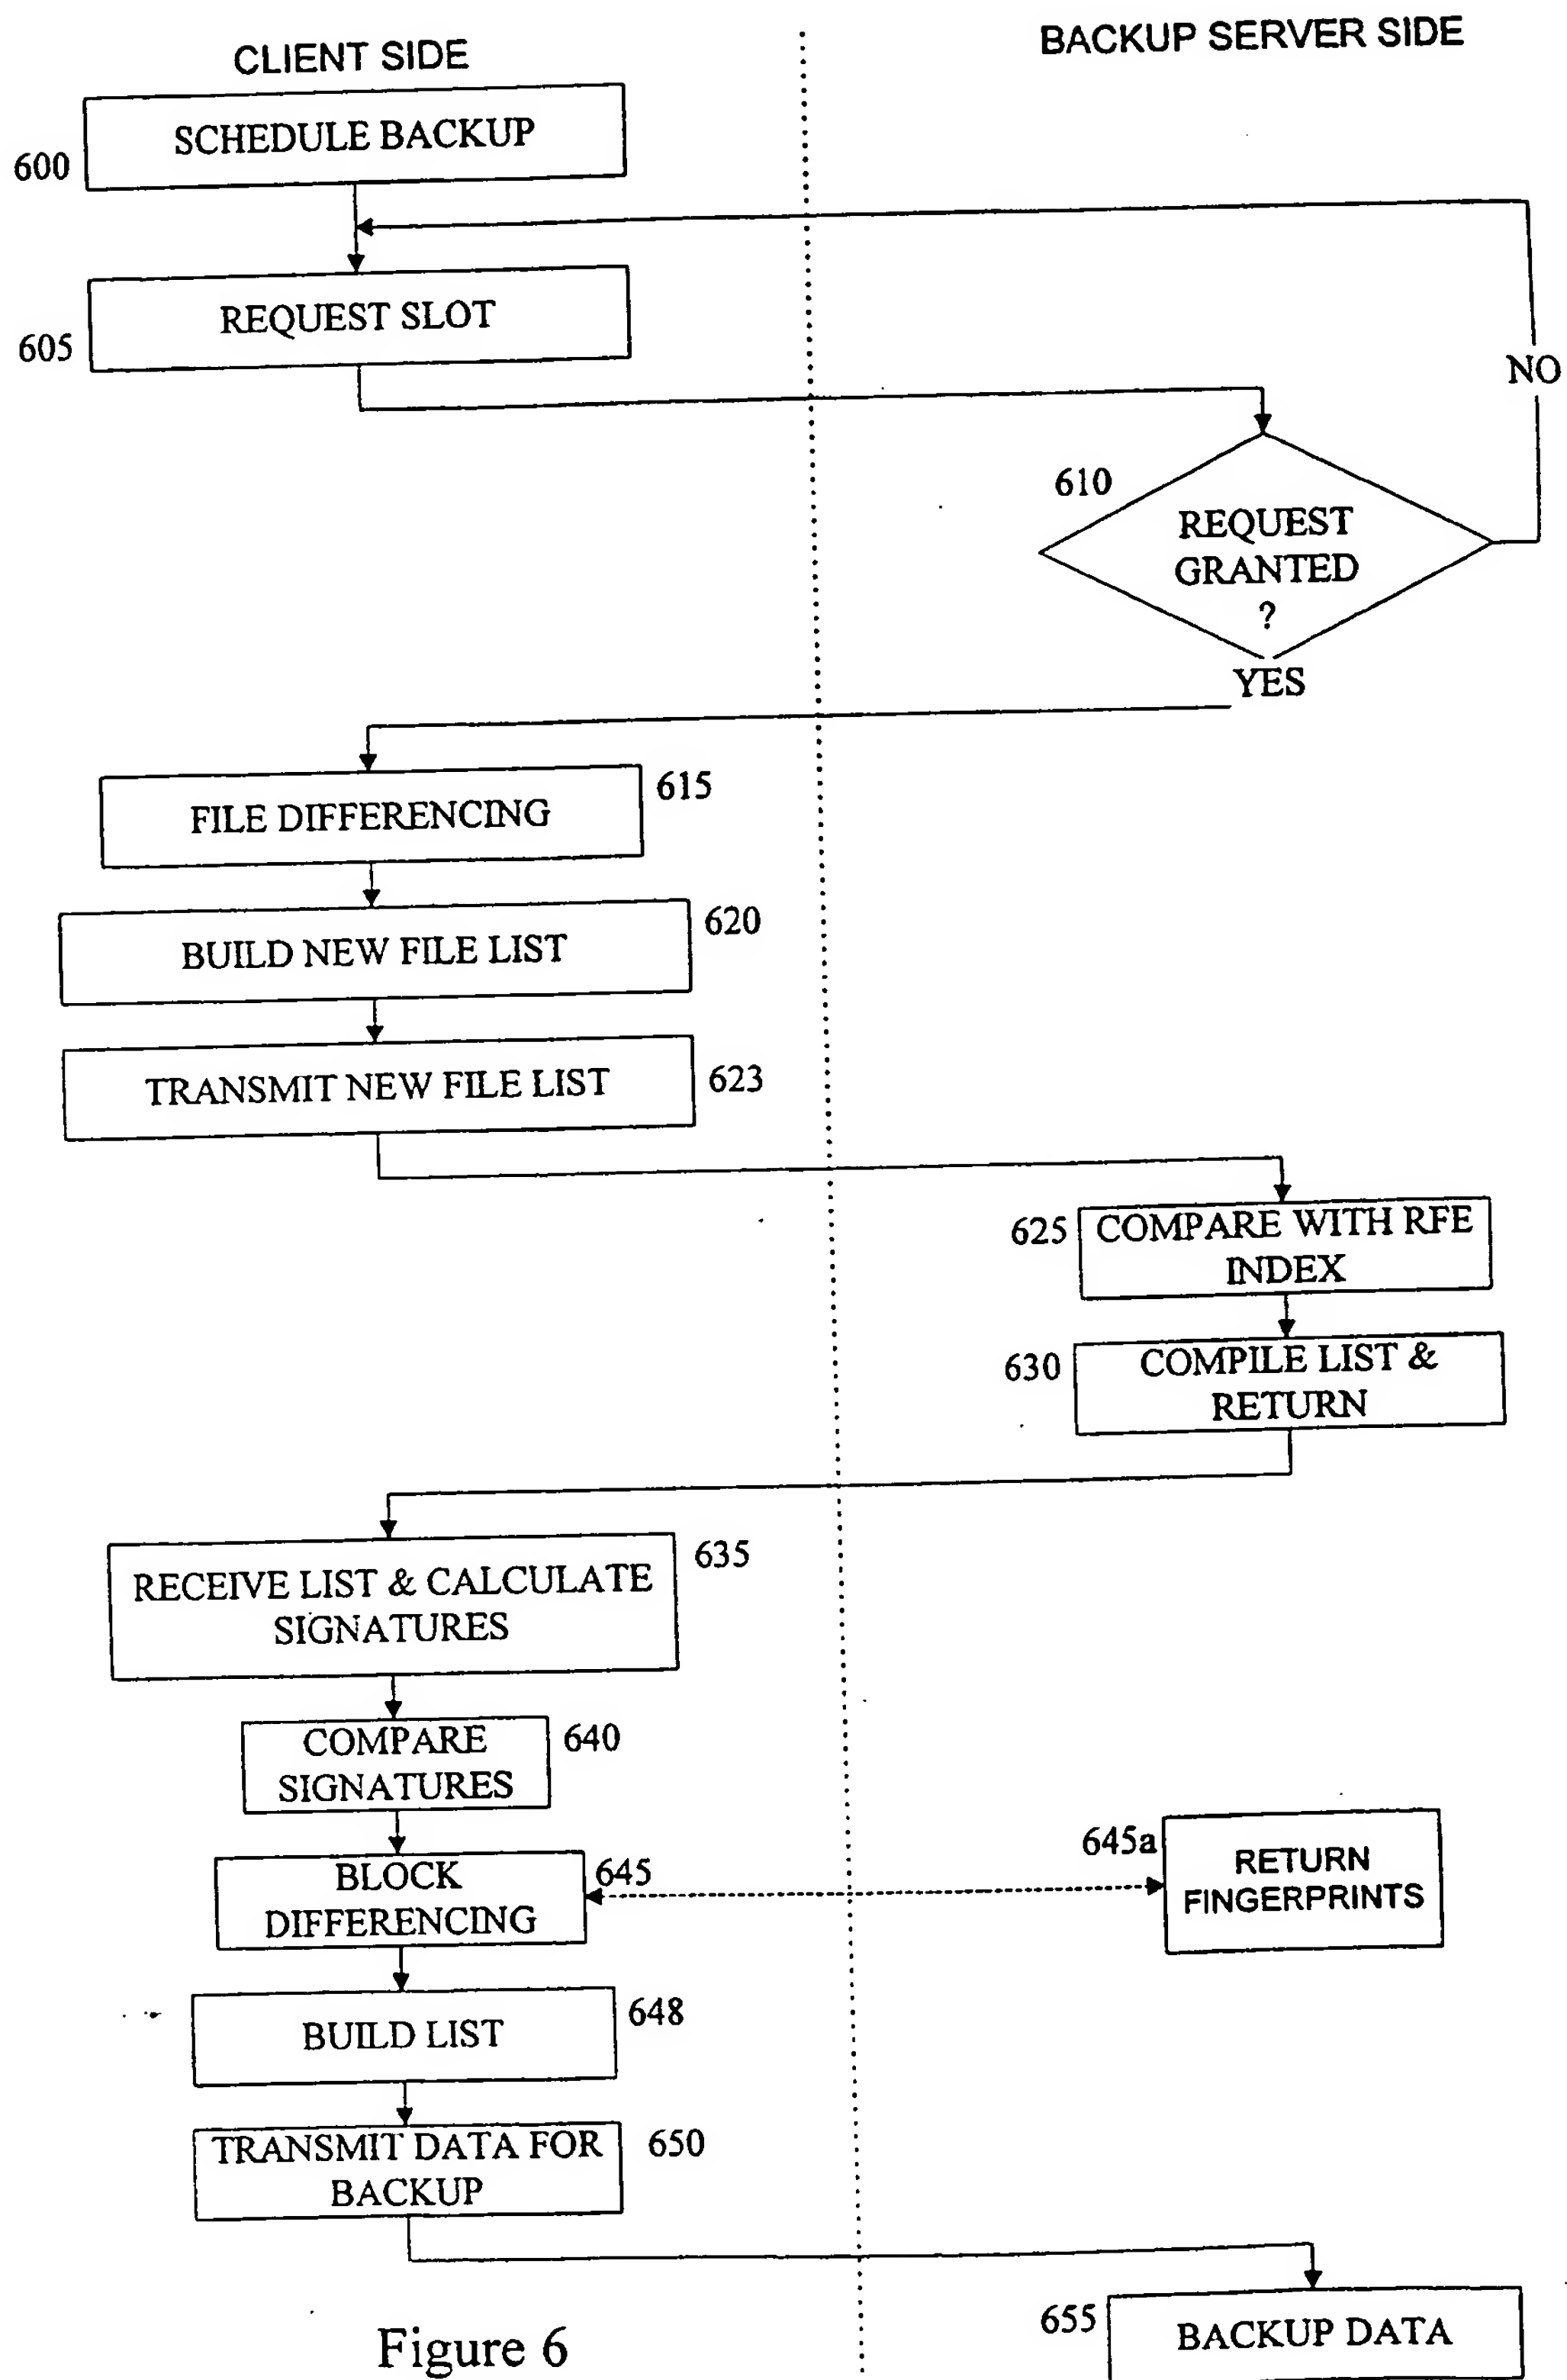 CLIENT SIDE
BACKUP SERVER SIDE
SCHEDULE BACKUP
600
REQUEST SLOT
605
NO
610
REQUEST
GRANTED
?
YES
FILE DIFFERENCING
615
BUILD NEW FILE LIST
620
TRANSMIT NEW FILE LIST
623
625
COMPARE WITH RFE
INDEX
630
COMPILE LIST &
RETURN
RECEIVE LIST & CALCULATE
SIGNATURES
635
COMPARE
SIGNATURES
640
BLOCK
DIFFERENCING
645
645a
RETURN
FINGERPRINTS
BUILD LIST
648
TRANSMIT DATA FOR
BACKUP
650
655
BACKUP DATA
Figure 6